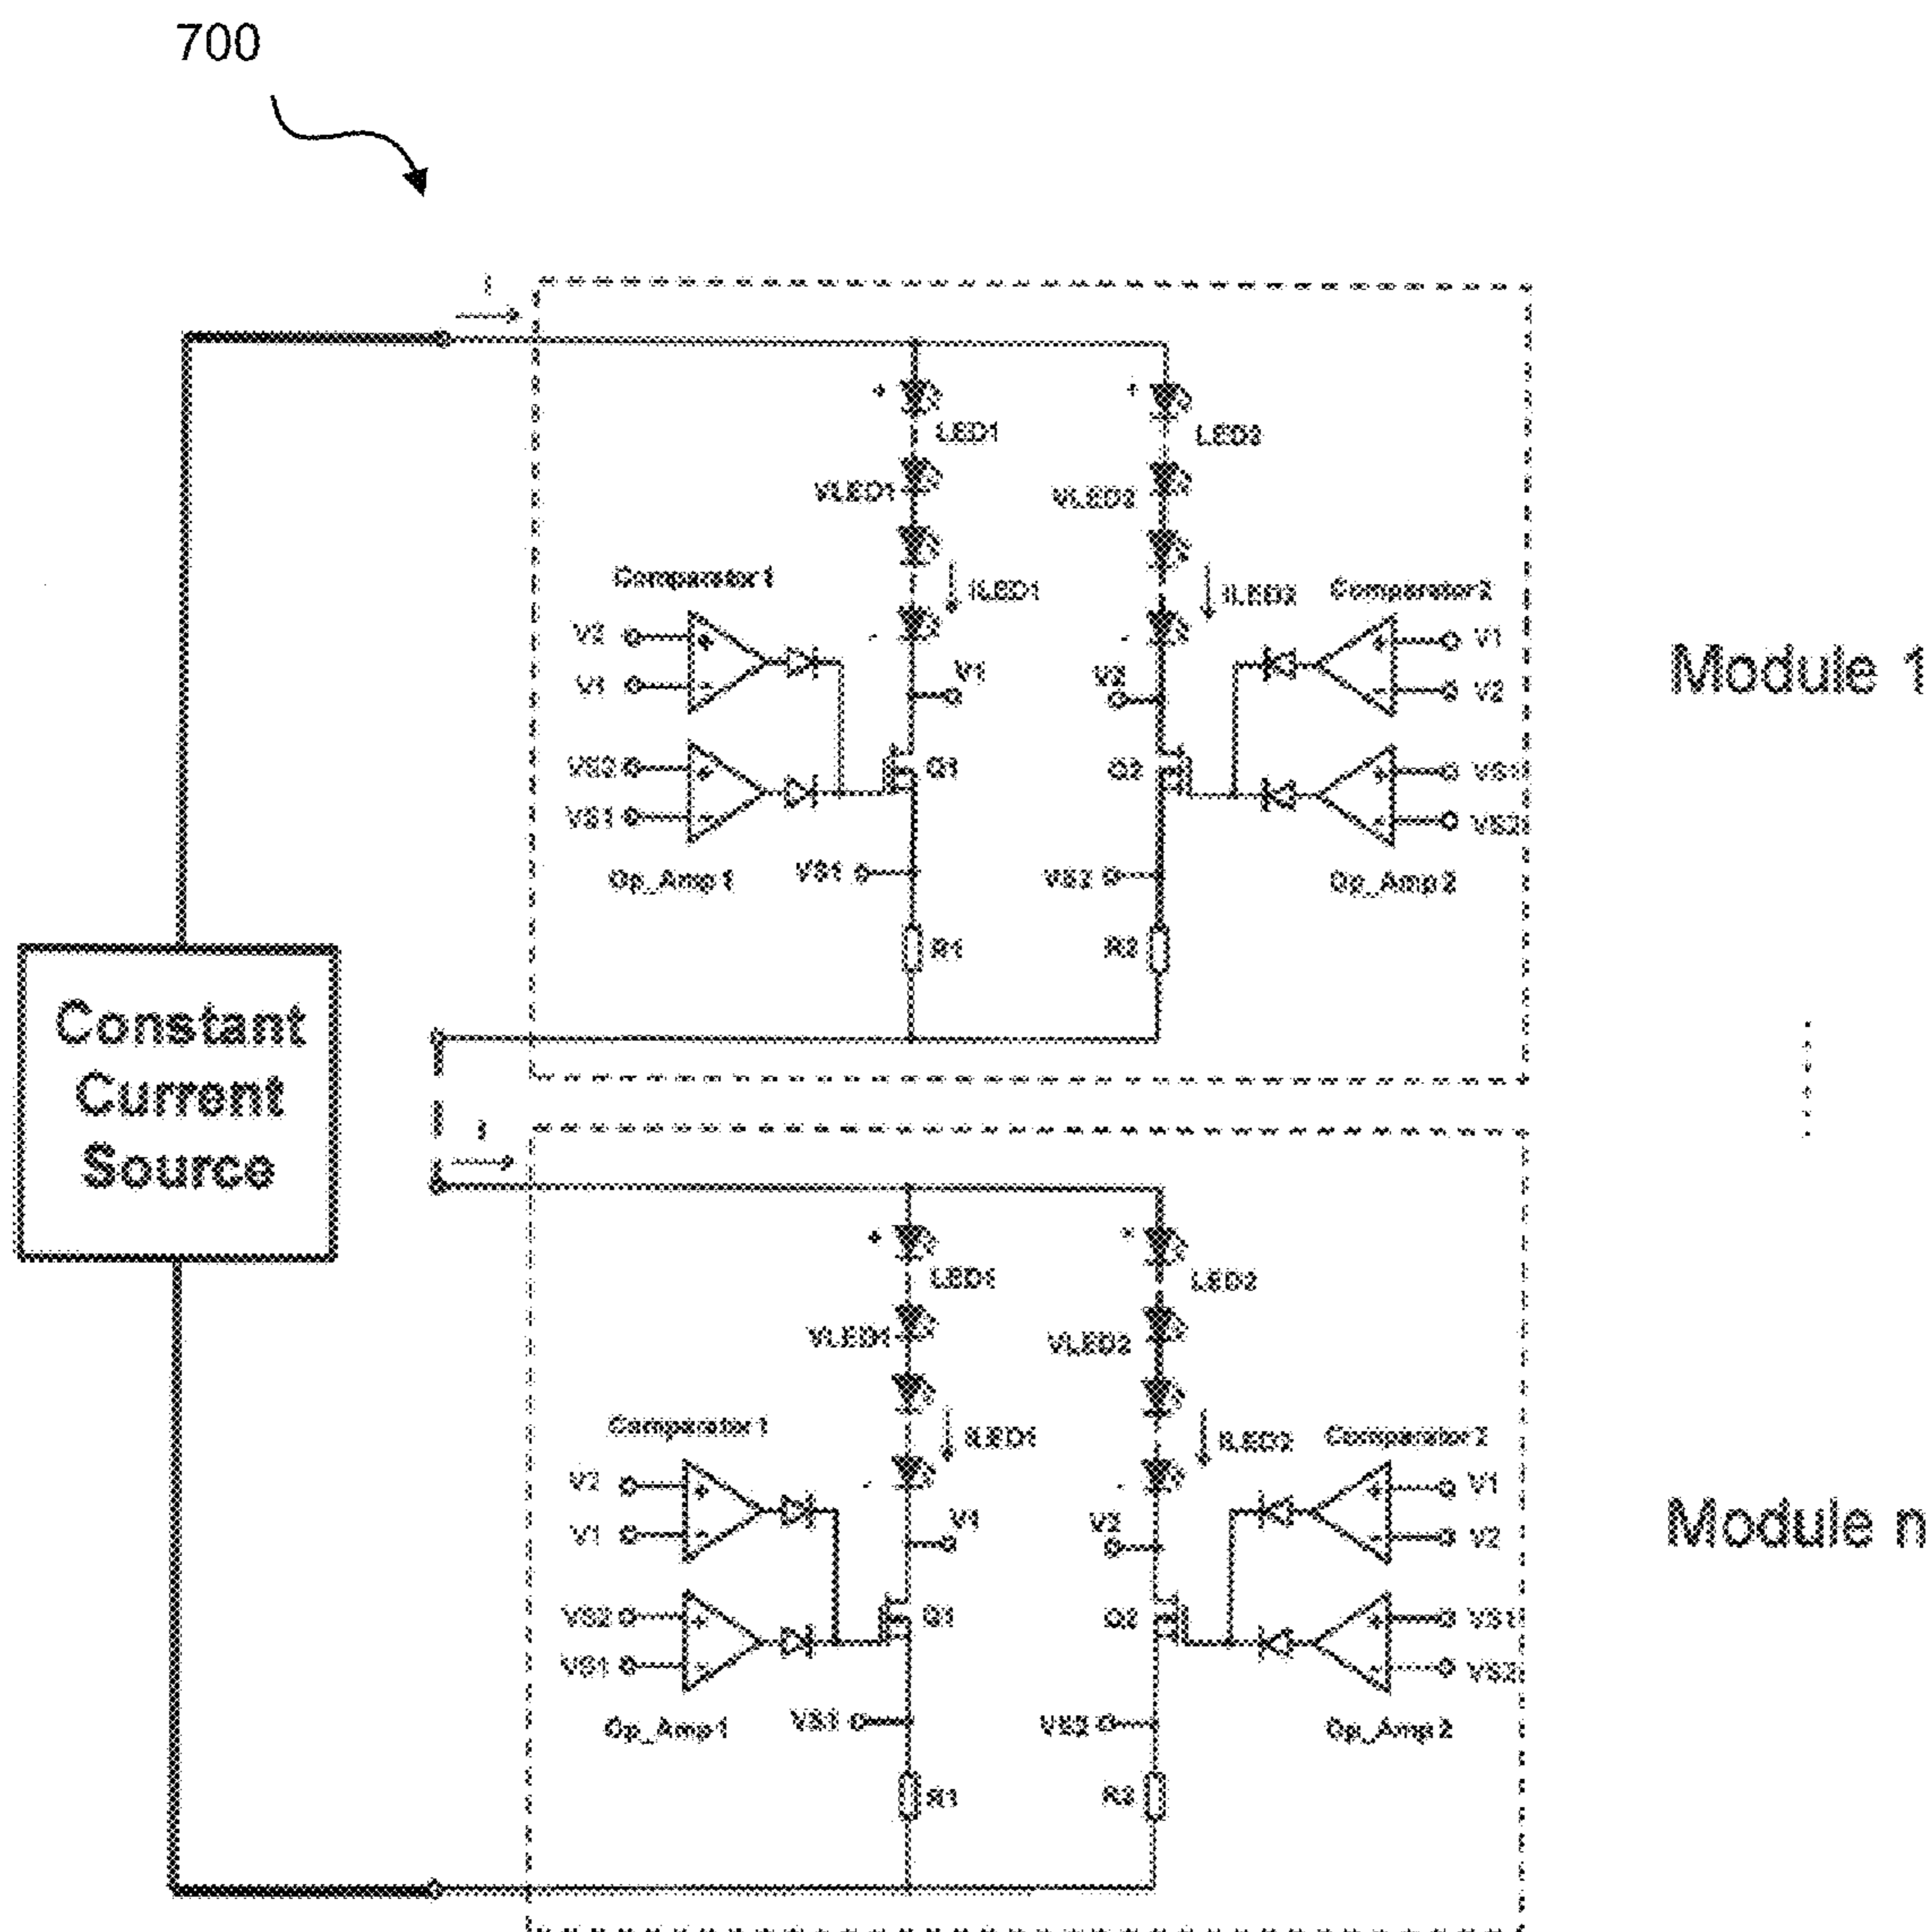 700
I
LED1
LED2
VLED1
VLED2
Comparator1
ILED1
ILED2
Comparator2
V2
V1
V1
V2
V1
V2
VS2
VS1
Q1
Q2
VS1
VS2
Op_Amp1
VS1
VS2
Op_Amp2
R1
R2
Module 1
Constant
Current
Source
I
LED1
LED2
VLED1
VLED2
Comparator1
ILED1
ILED2
Comparator2
V2
V1
V1
V2
V1
V2
VS2
VS1
Q1
Q2
VS1
VS2
Op_Amp1
VS1
VS2
Op_Amp2
R1
R2
Module n